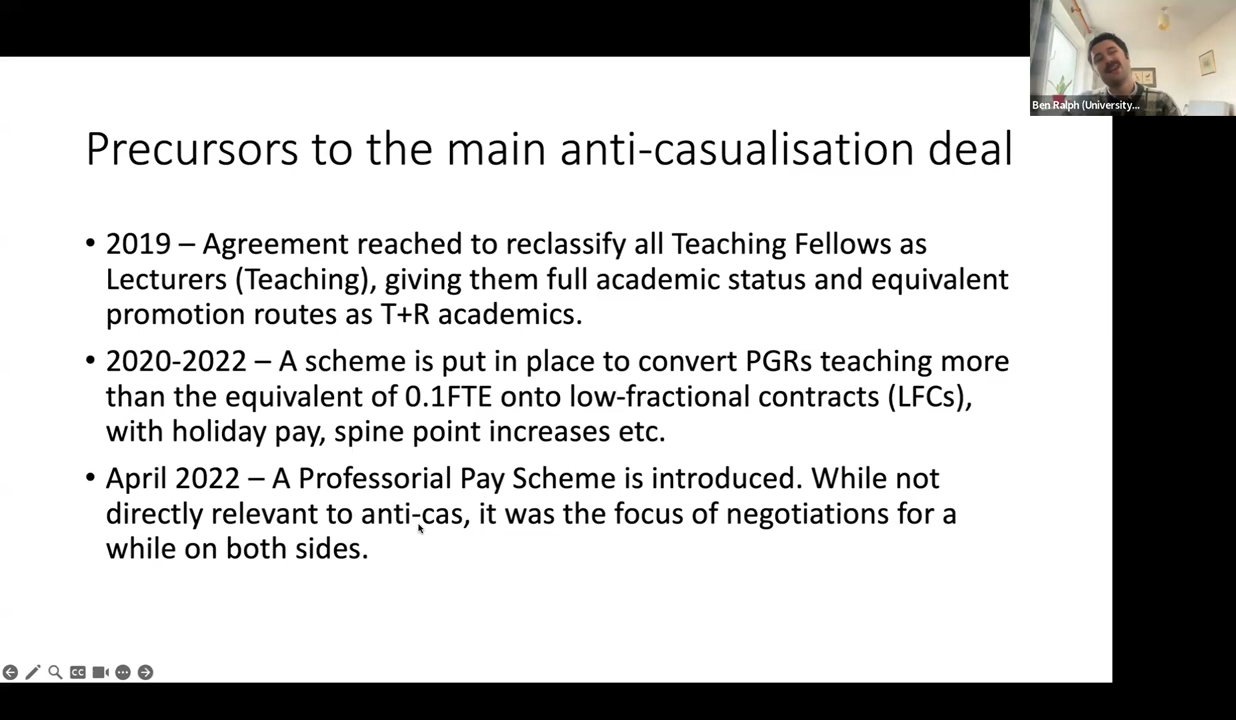 Ben Ralph (University...
Precursors to the main anti-casualisation deal
• 2019 – Agreement reached to reclassify all Teaching Fellows as
Lecturers (Teaching), giving them full academic status and equivalent
promotion routes as T+R academics.
• 2020-2022 – A scheme is put in place to convert PGRs teaching more
than the equivalent of 0.1FTE onto low-fractional contracts (LFCs),
with holiday pay, spine point increases etc.
• April 2022 – A Professorial Pay Scheme is introduced. While not
directly relevant to anti-cas, it was the focus of negotiations for a
while on both sides.
CC